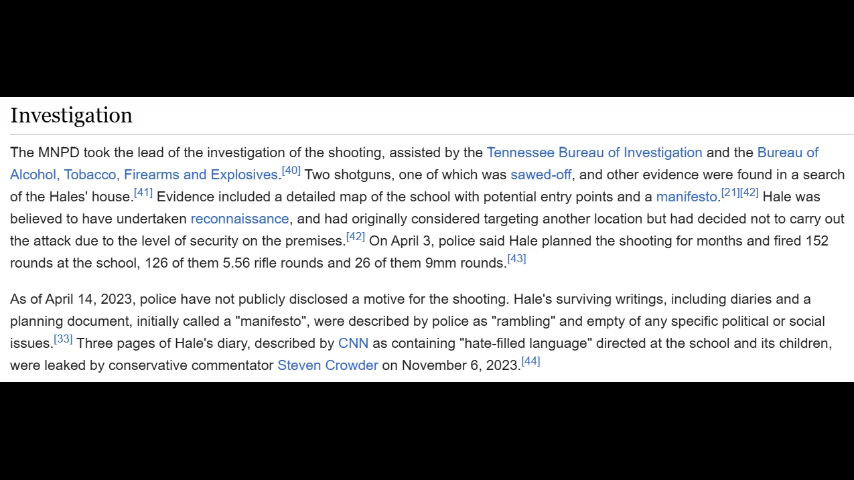 Investigation
The MNPD took the lead of the investigation of the shooting, assisted by the Tennessee Bureau of Investigation and the Bureau of
Alcohol, Tobacco, Firearms and Explosives.[40] Two shotguns, one of which was sawed-off, and other evidence were found in a search
of the Hales' house.[41] Evidence included a detailed map of the school with potential entry points and a manifesto.[21][42] Hale was
believed to have undertaken reconnaissance, and had originally considered targeting another location but had decided not to carry out
the attack due to the level of security on the premises.[42] On April 3, police said Hale planned the shooting for months and fired 152
rounds at the school, 126 of them 5.56 rifle rounds and 26 of them 9mm rounds.[43]
As of April 14, 2023, police have not publicly disclosed a motive for the shooting. Hale's surviving writings, including diaries and a
planning document, initially called a "manifesto", were described by police as "rambling" and empty of any specific political or social
issues.[33] Three pages of Hale's diary, described by CNN as containing "hate-filled language" directed at the school and its children,
were leaked by conservative commentator Steven Crowder on November 6, 2023.[44]